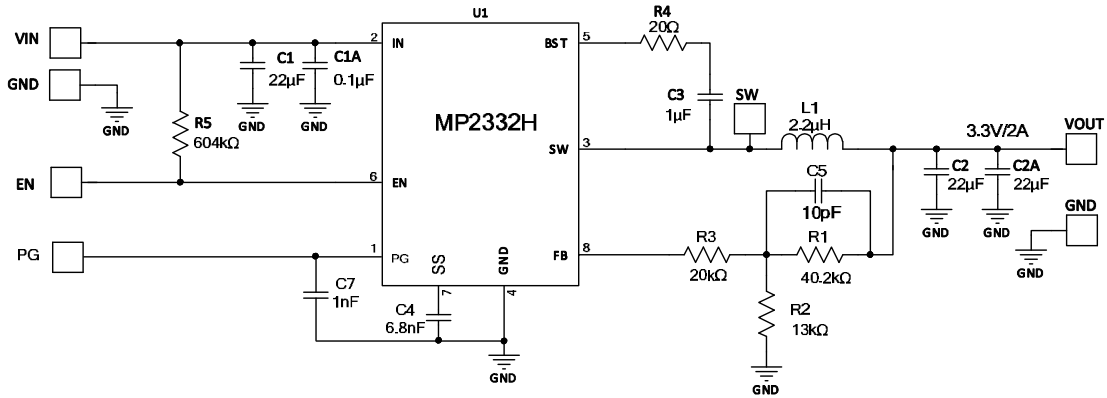 U1
VIN
2
IN
BST
5
R4
20Ω
C1
22µF
C1A
0.1µF
GND
GND
GND
GND
R5
604kΩ
MP2332H
C3
1µF
SW
L1
2.2µH
3.3V/2A
VOUT
SW
3
EN
6
EN
C5
10pF
C2
22µF
C2A
22µF
GND
GND
GND
GND
PG
1
PG
SS
GND
FB
8
R3
20kΩ
R1
40.2kΩ
C7
1nF
7
4
C4
6.8nF
R2
13kΩ
GND
GND